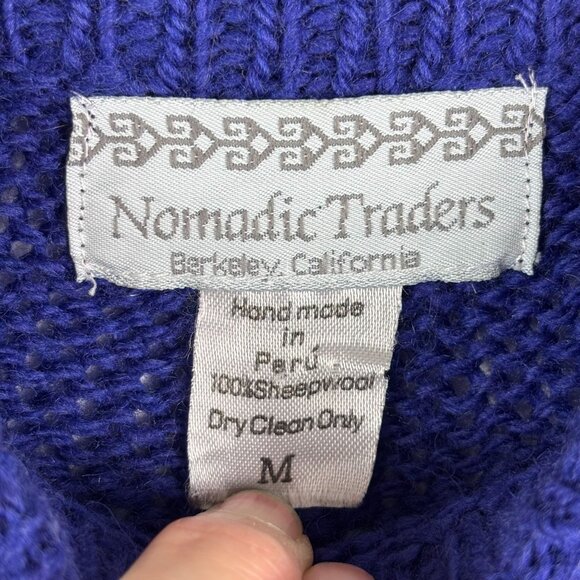 Nomadic Traders
Berkeley, California
Hand made
in
Perú
100%Sheepwool
Dry Clean Only
M